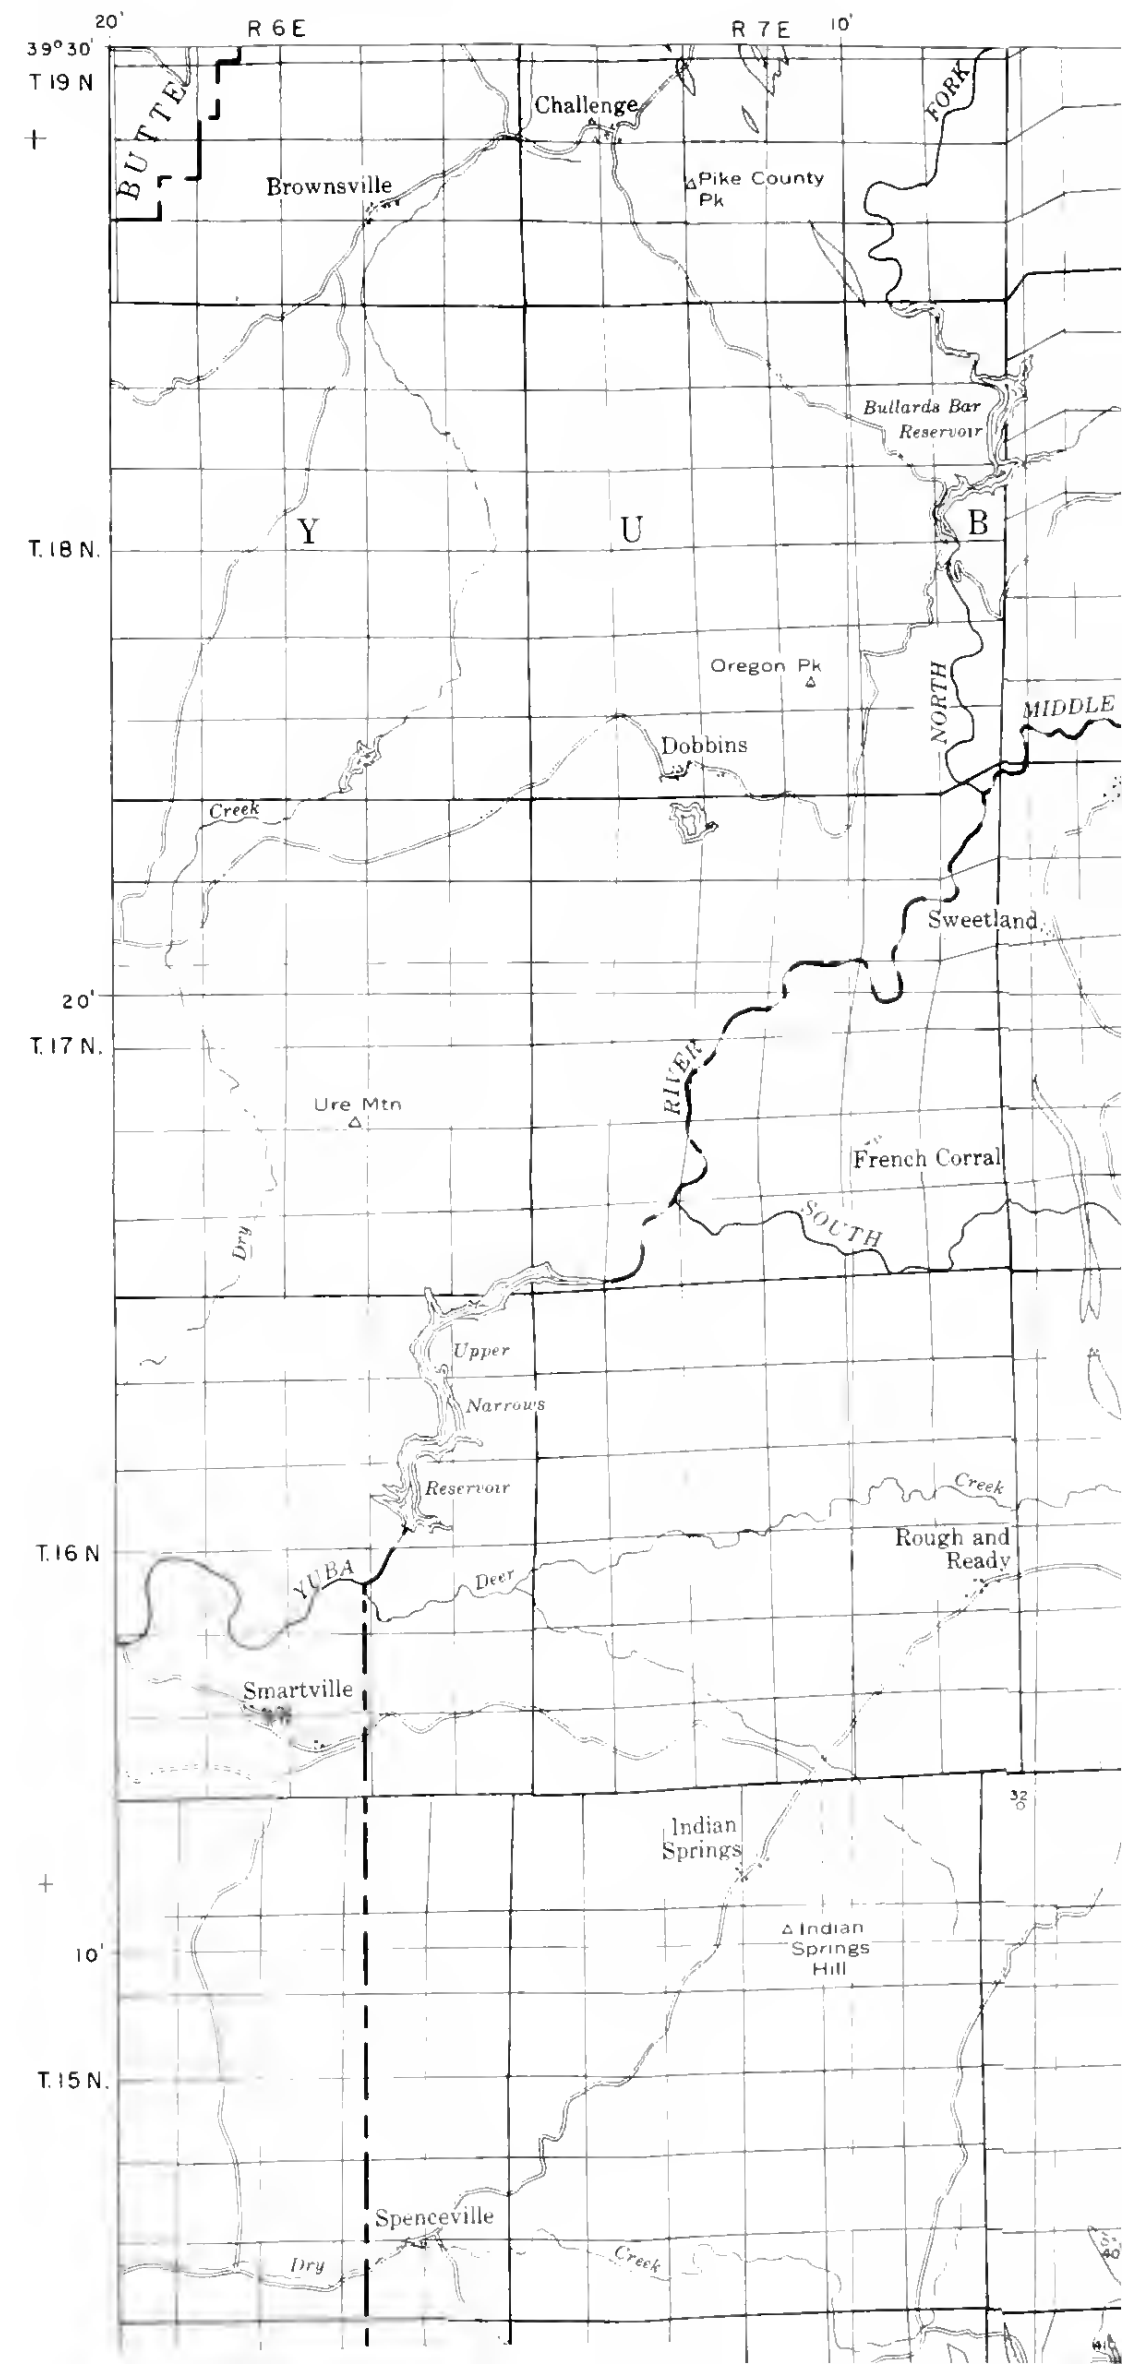 20'
R 6 E
R 7 E
10'
39° 30'
T 19 N
BUTTE
Challenge
FORK
Brownsville
Pike County
Pk
Bullards Bar
Reservoir
Y U B
T. 18 N.
Oregon Pk
NORTH
MIDDLE
Dobbins
Creek
Sweetland
20'
T. 17 N.
RIVER
Ure Mtn
French Corral
SOUTH
Dry
Upper
Narrows
Reservoir
Creek
Rough and
Ready
T. 16 N
YUBA
Deer
Smartville
32
Indian
Springs
Indian
Springs
Hill
10'
T. 15 N.
Spenceville
Dry
Creek
40